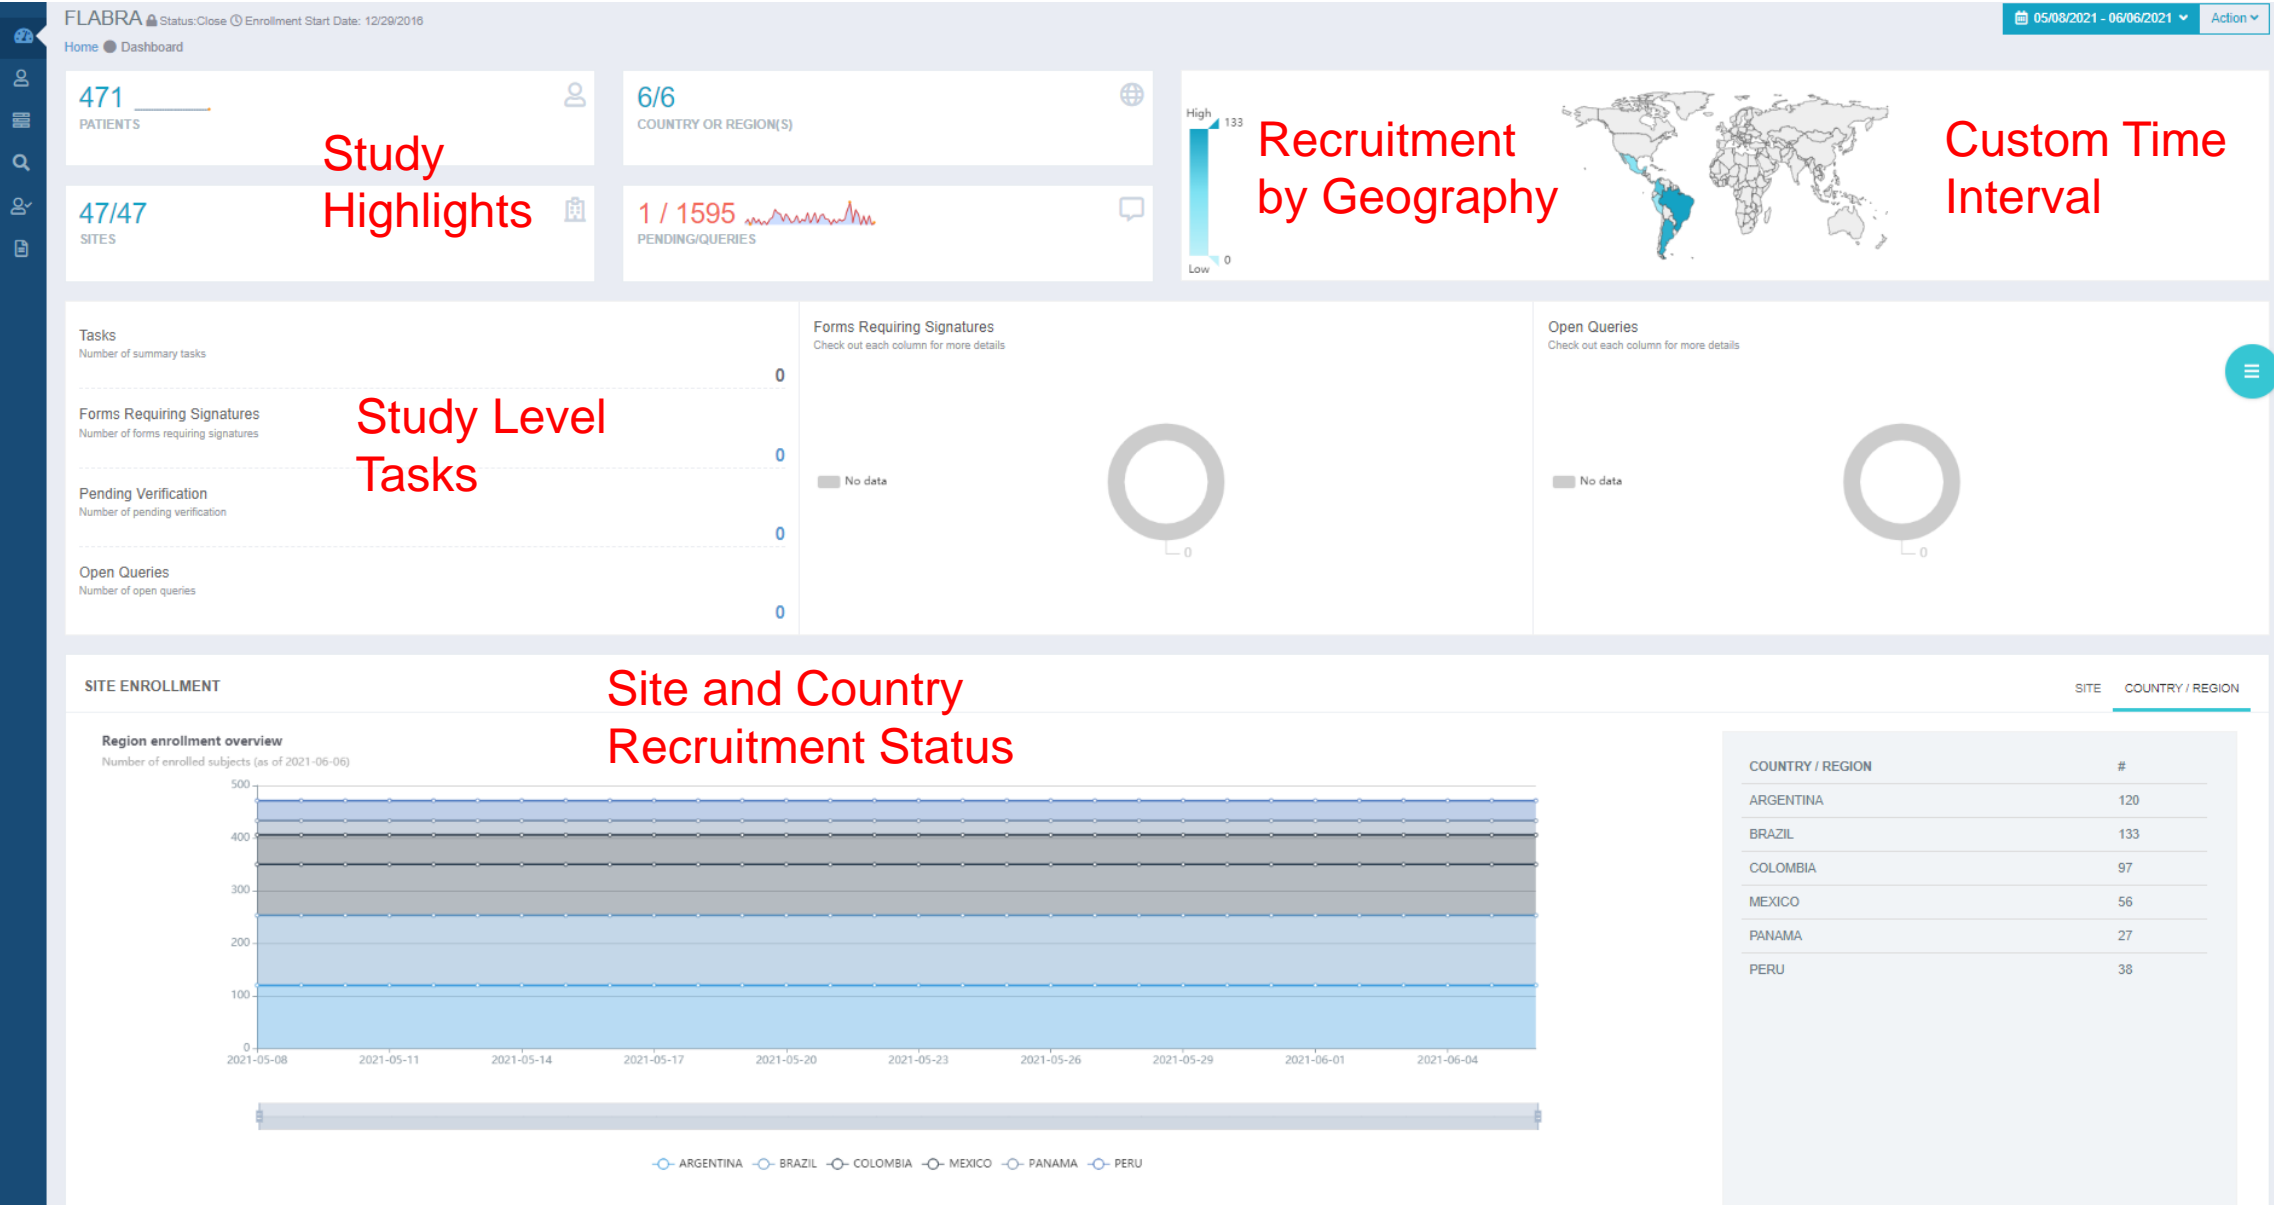 FLABRA Status:Close Enrollment Start Date: 12/29/2016
05/08/2021 - 06/06/2021
Action
Home Dashboard
471
PATIENTS
6/6
COUNTRY OR REGION(S)
Study
Highlights
47/47
SITES
1 / 1595
PENDING/QUERIES
High
133
Low
0
Recruitment
by Geography
Custom Time
Interval
Tasks
Number of summary tasks
0
Forms Requiring Signatures
Number of forms requiring signatures
0
Pending Verification
Number of pending verification
0
Open Queries
Number of open queries
0
Study Level
Tasks
Forms Requiring Signatures
Check out each column for more details
No data
0
Open Queries
Check out each column for more details
No data
0
SITE ENROLLMENT
Site and Country
Recruitment Status
SITE
COUNTRY / REGION
Region enrollment overview
Number of enrolled subjects (as of 2021-06-06)
500
400
300
200
100
0
2021-05-08 2021-05-11 2021-05-14 2021-05-17 2021-05-20 2021-05-23 2021-05-26 2021-05-29 2021-06-01 2021-06-04
ARGENTINA BRAZIL COLOMBIA MEXICO PANAMA PERU
COUNTRY / REGION #
ARGENTINA 120
BRAZIL 133
COLOMBIA 97
MEXICO 56
PANAMA 27
PERU 38